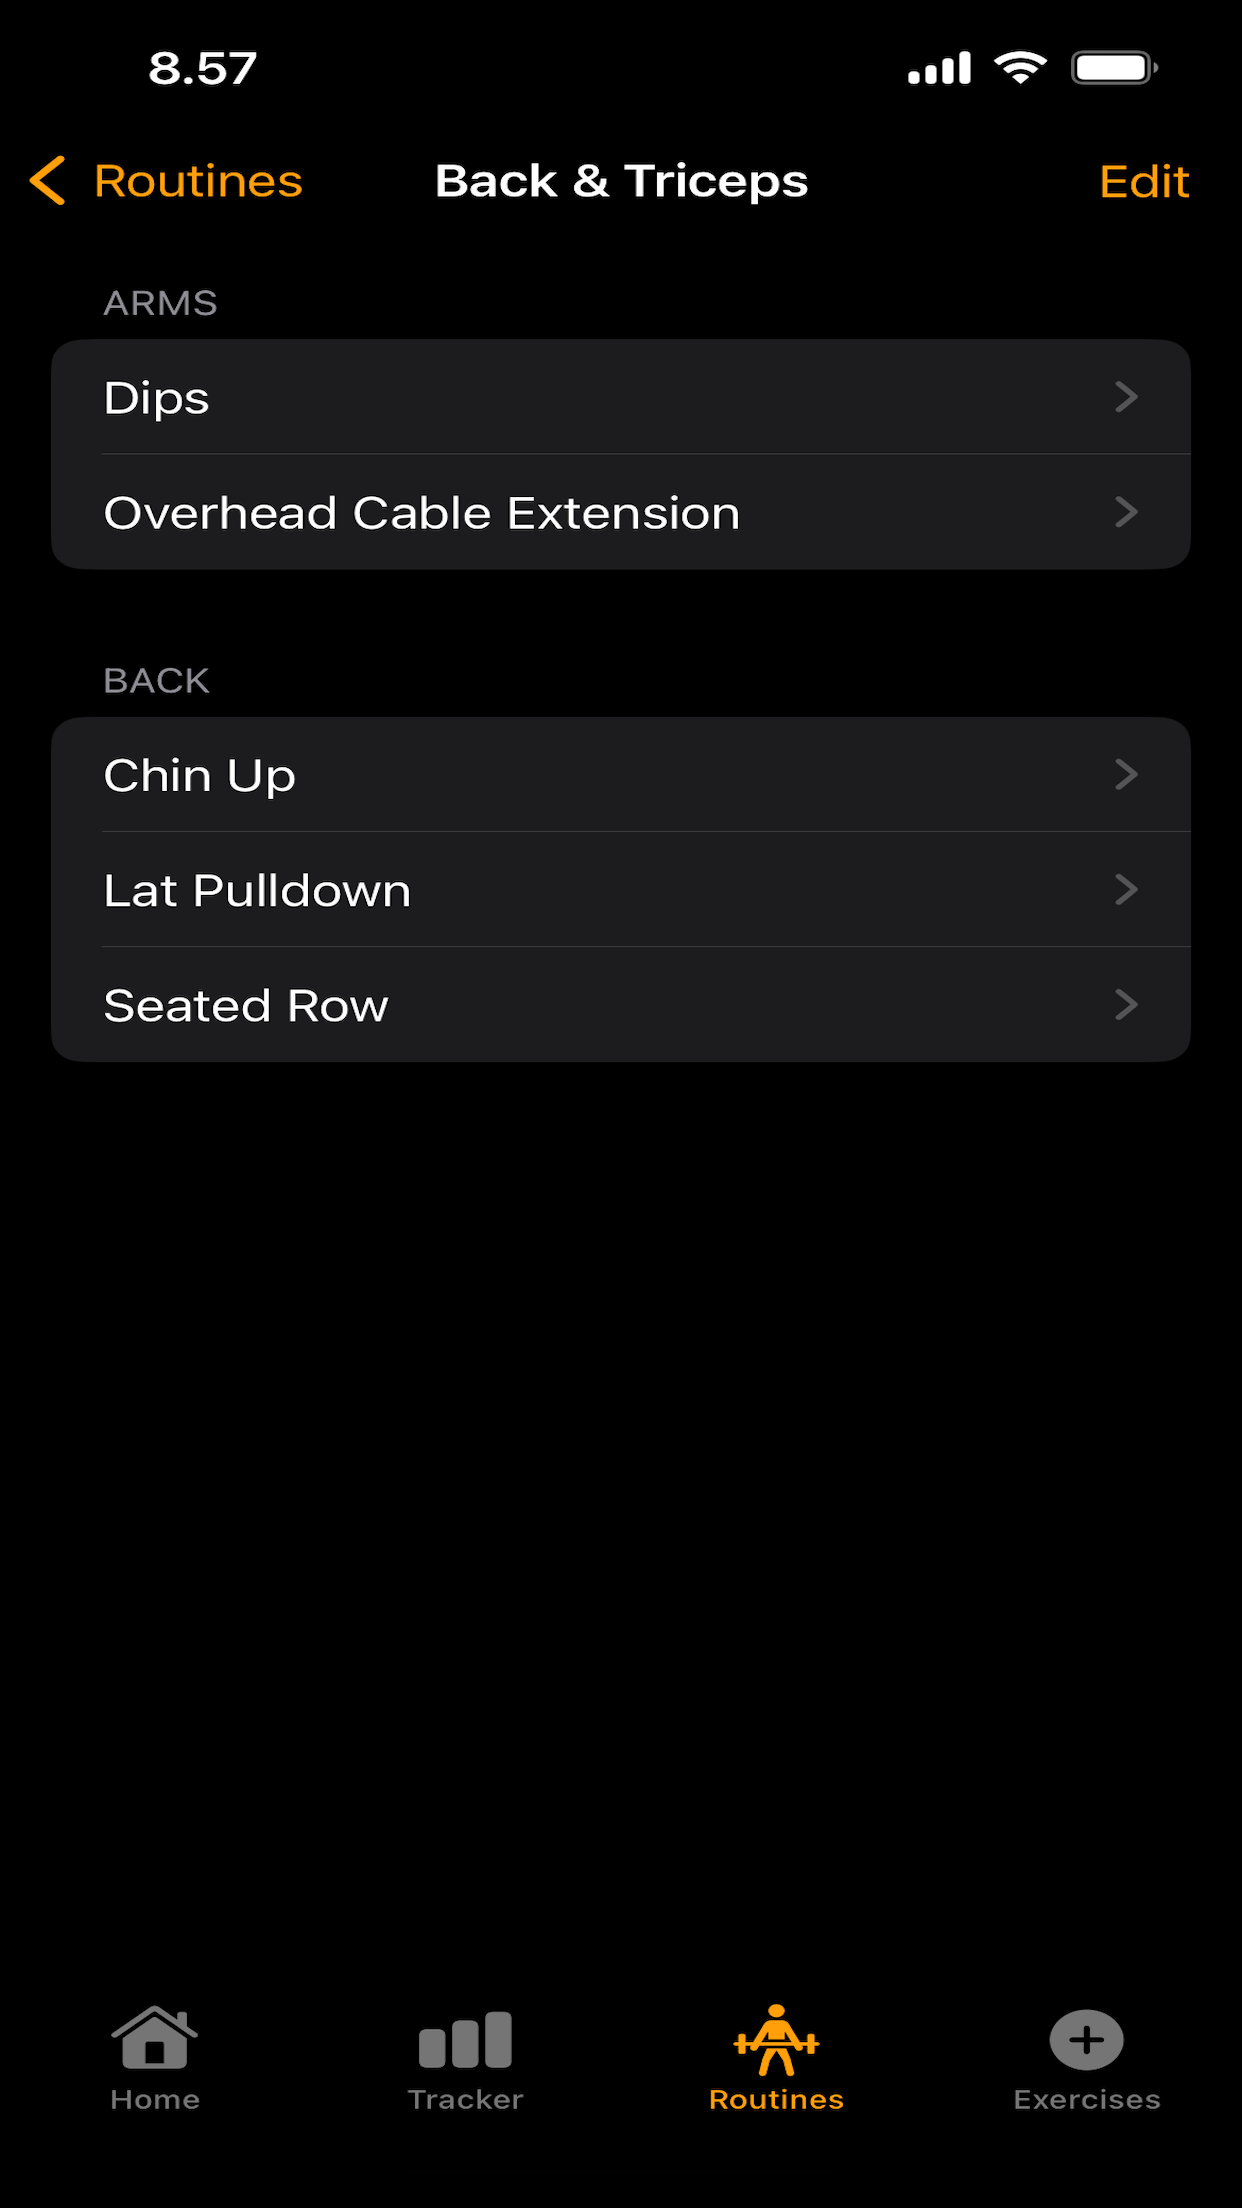 8.57
Routines
Back & Triceps
Edit
ARMS
Dips
Overhead Cable Extension
BACK
Chin Up
Lat Pulldown
Seated Row
Home
Tracker
Routines
Exercises